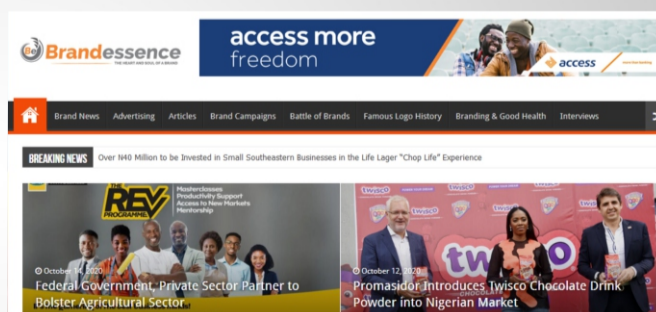 Be Brandessence
THE HEART AND SOUL OF A BRAND
access more
freedom
access
Brand News Advertising Articles Brand Campaigns Battle of Brands Famous Logo History Branding & Good Health Interviews
BREAKING NEWS Over N40 Million to be Invested in Small Southeastern Businesses in the Life Lager "Chop Life" Experience
THE
REV
PROGRAMME
Masterclasses
Productivity Support
Access to New Markets
Mentorship
October 14, 2020
Federal Government, Private Sector Partner to
Bolster Agricultural Sector
twisco
twisco
October 12, 2020
Promasidor Introduces Twisco Chocolate Drink
Powder into Nigerian Market